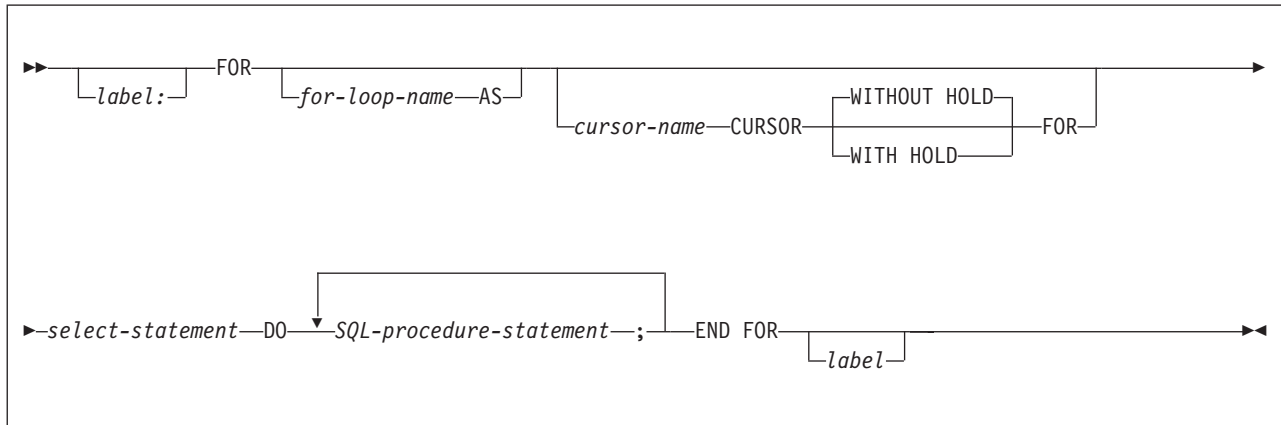 FOR
label:
for-loop-name AS
WITHOUT HOLD
cursor-name CURSOR
FOR
WITH HOLD
select-statement DO SQL-procedure-statement ; END FOR
label